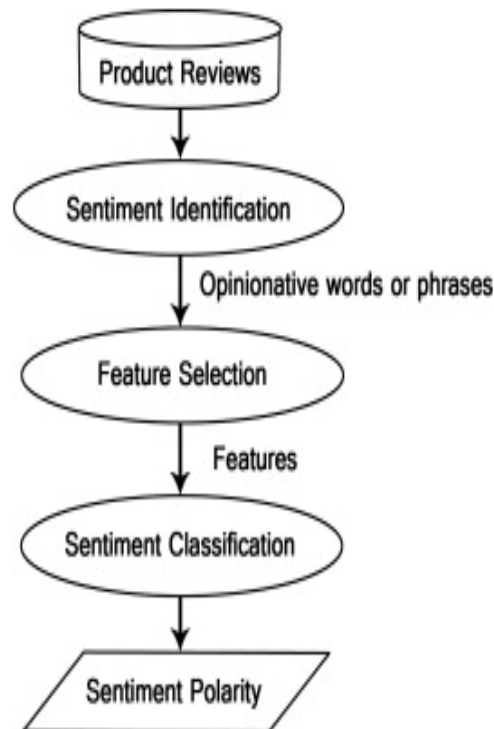 Product Reviews
Sentiment Identification
Opinionative words or phrases
Feature Selection
Features
Sentiment Classification
Sentiment Polarity